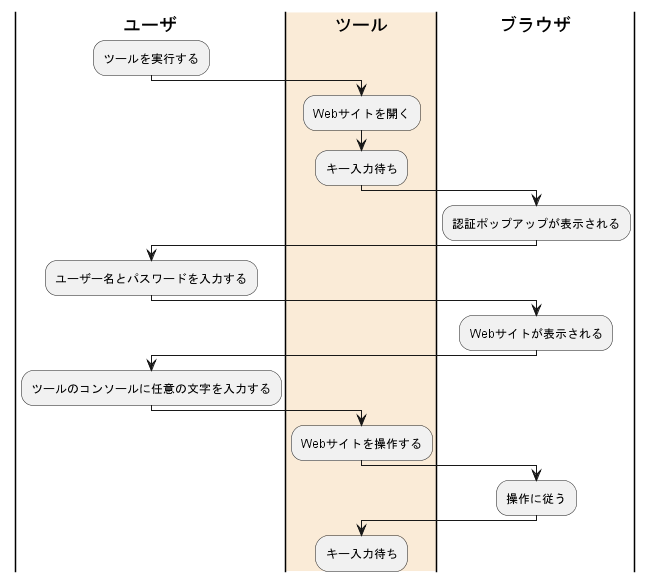 ユーザ
ツール
ブラウザ
ツールを実行する
Webサイトを開く
キー入力待ち
認証ポップアップが表示される
ユーザー名とパスワードを入力する
Webサイトが表示される
ツールのコンソールに任意の文字を入力する
Webサイトを操作する
操作に従う
キー入力待ち